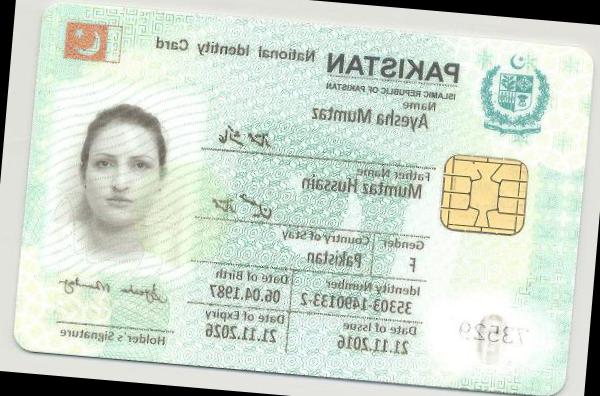 PAKISTAN National Identity Card
ISLAMIC REPUBLIC OF PAKISTAN
Name
Ayesha Mumtaz
Father Name
Mumtaz Hussain
Gender Country of Stay
F Pakistan
Identity Number Date of Birth
35303-1490133-2 06.04.1987
Date of Issue Date of Expiry
21.11.2016 21.11.2026
73529
Holder's Signature